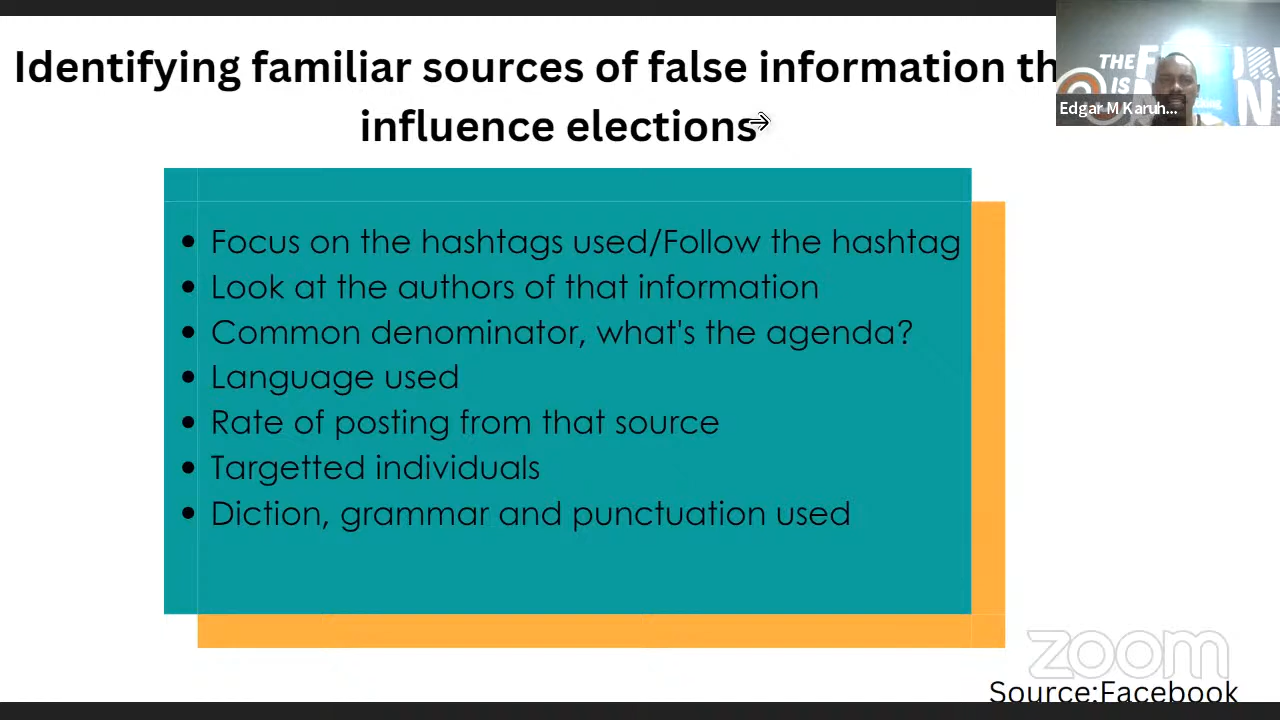 Identifying familiar sources of false information th
influence elections
THE
IS
Edgar M Karuh...
• Focus on the hashtags used/Follow the hashtag
• Look at the authors of that information
• Common denominator, what's the agenda?
• Language used
• Rate of posting from that source
• Targetted individuals
• Diction, grammar and punctuation used
zoom
Source:Facebook